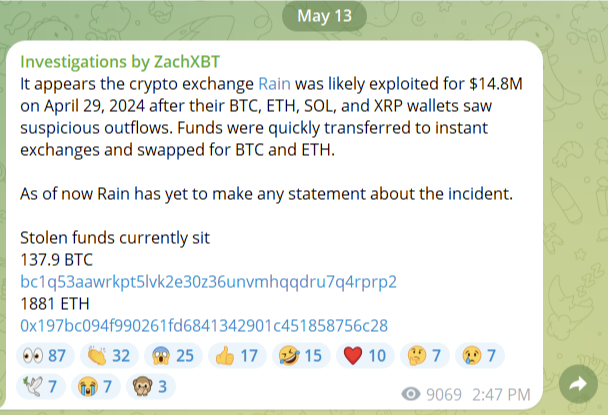 May 13
Investigations by ZachXBT
It appears the crypto exchange Rain was likely exploited for $14.8M
on April 29, 2024 after their BTC, ETH, SOL, and XRP wallets saw
suspicious outflows. Funds were quickly transferred to instant
exchanges and swapped for BTC and ETH.
As of now Rain has yet to make any statement about the incident.
Stolen funds currently sit
137.9 BTC
bc1q53aawrkpt5lvk2e30z36unvmhqqdru7q4rprp2
1881 ETH
0x197bc094f990261fd6841342901c451858756c28
👀 87 👏 32 😱 25 👍 17 🤣 15 ❤️ 10 🤔 7 😢 7
🕊 7 😭 7 🙊 3
9069 2:47 PM